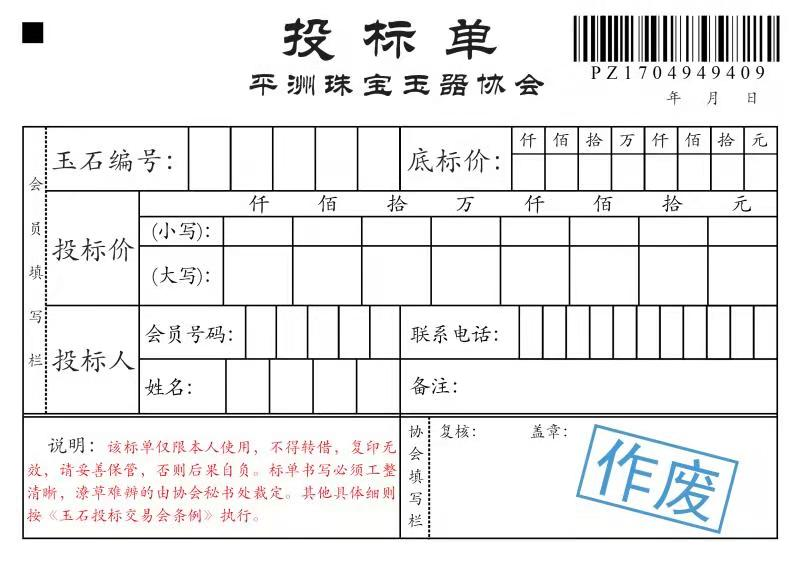 投标单
平洲珠宝玉器协会
PZ1704949409
年 月 日
会员填写栏
玉石编号：
底标价：
仟 佰 拾 万 仟 佰 拾 元
投标价
仟 佰 拾 万 仟 佰 拾 元
(小写)：
(大写)：
投标人
会员号码：
联系电话：
姓名：
备注：
说明：该标单仅限本人使用，不得转借，复印无
效，请妥善保管，否则后果自负。标单书写必须工整
清晰，潦草难辨的由协会秘书处裁定。其他具体细则
按《玉石投标交易会条例》执行。
协会填写栏
复核： 盖章：
作废